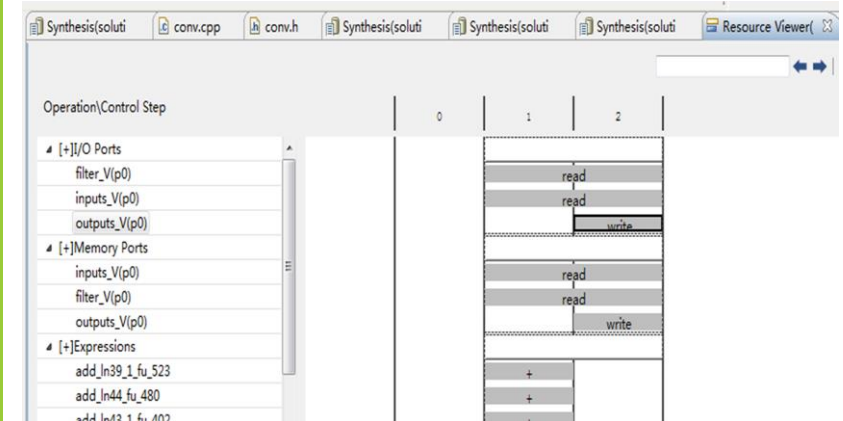 Synthesis(soluti conv.cpp conv.h Synthesis(soluti Synthesis(soluti Synthesis(soluti Resource Viewer(
Operation\Control Step 0 1 2
[+]I/O Ports
filter_V(p0) read
inputs_V(p0) read
outputs_V(p0) write
[+]Memory Ports
inputs_V(p0) read
filter_V(p0) read
outputs_V(p0) write
[+]Expressions
add_ln39_1_fu_523 +
add_ln44_fu_480 +
add_ln43_1_fu_402 +